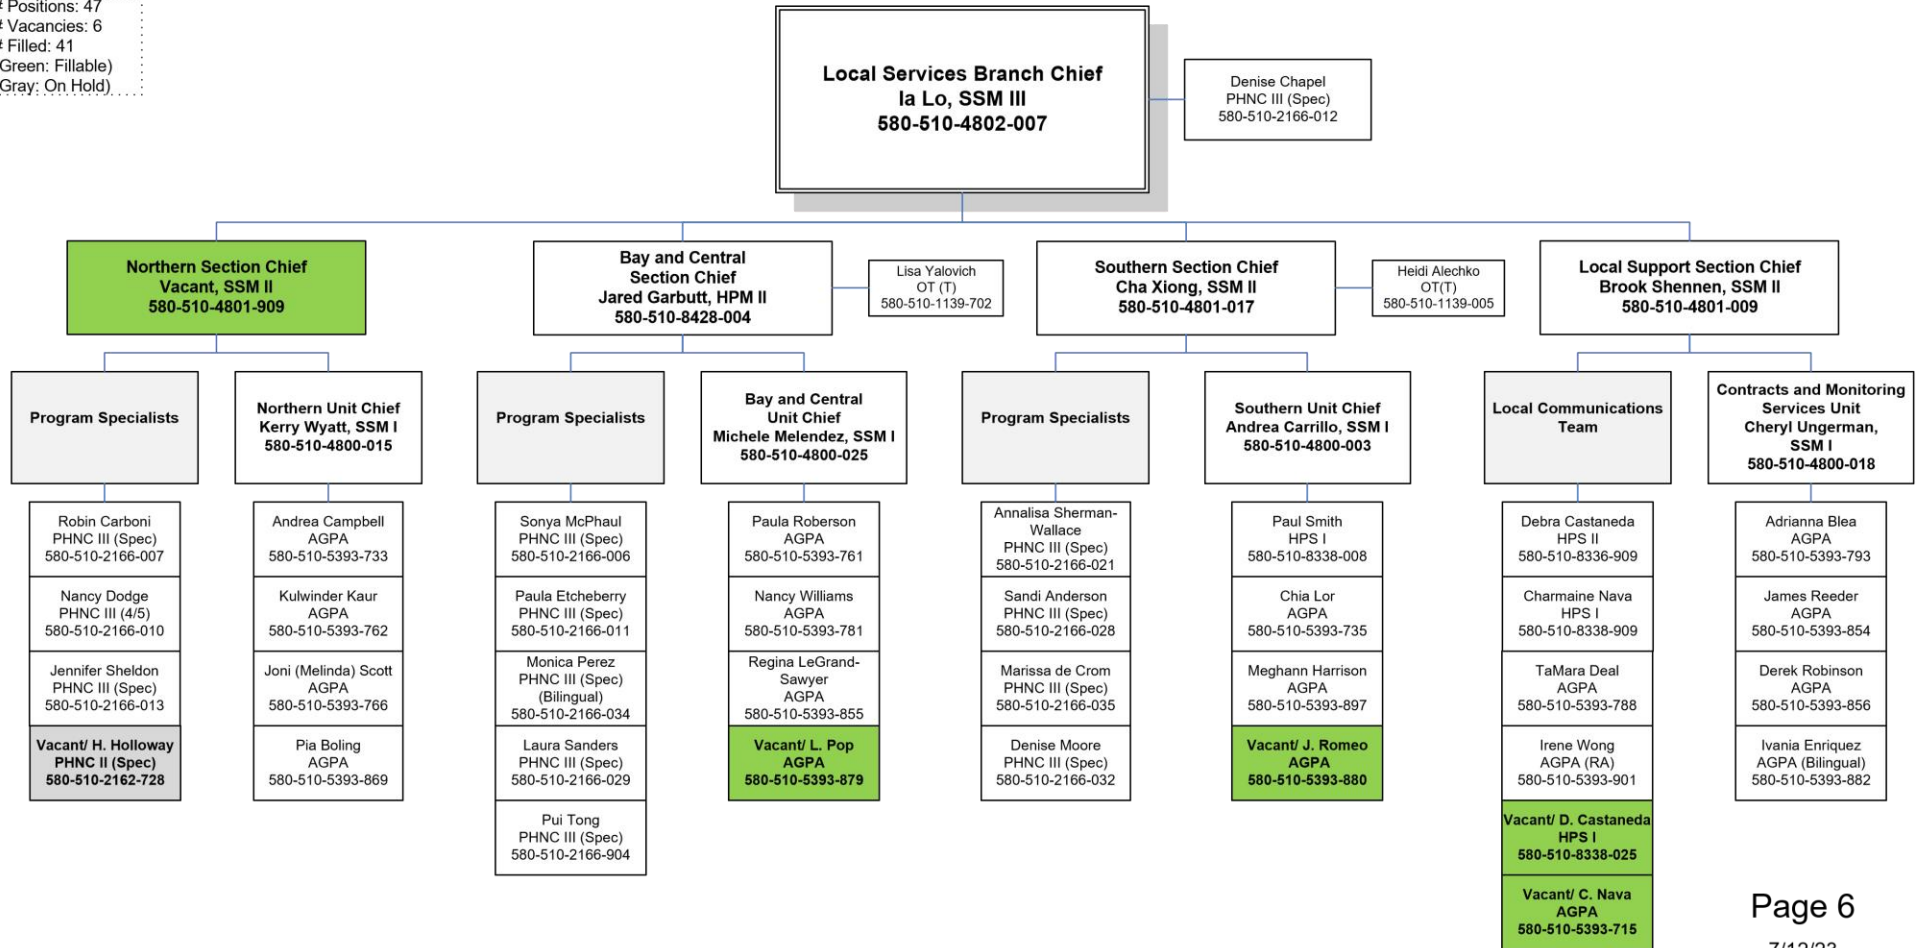 # Positions: 47
# Vacancies: 6
# Filled: 41
Green: Fillable)
Gray: On Hold)
Local Services Branch Chief
Ia Lo, SSM III
580-510-4802-007
Denise Chapel
PHNC III (Spec)
580-510-2166-012
Northern Section Chief
Vacant, SSM II
580-510-4801-909
Bay and Central
Section Chief
Jared Garbutt, HPM II
580-510-8428-004
Lisa Yalovich
OT (T)
580-510-1139-702
Southern Section Chief
Cha Xiong, SSM II
580-510-4801-017
Heidi Alechko
OT(T)
580-510-1139-005
Local Support Section Chief
Brook Shennen, SSM II
580-510-4801-009
Program Specialists
Northern Unit Chief
Kerry Wyatt, SSM I
580-510-4800-015
Program Specialists
Bay and Central
Unit Chief
Michele Melendez, SSM I
580-510-4800-025
Program Specialists
Southern Unit Chief
Andrea Carrillo, SSM I
580-510-4800-003
Local Communications
Team
Contracts and Monitoring
Services Unit
Cheryl Ungerman,
SSM I
580-510-4800-018
Robin Carboni
PHNC III (Spec)
580-510-2166-007
Nancy Dodge
PHNC III (4/5)
580-510-2166-010
Jennifer Sheldon
PHNC III (Spec)
580-510-2166-013
Vacant/ H. Holloway
PHNC II (Spec)
580-510-2162-728
Andrea Campbell
AGPA
580-510-5393-733
Kulwinder Kaur
AGPA
580-510-5393-762
Joni (Melinda) Scott
AGPA
580-510-5393-766
Pia Boling
AGPA
580-510-5393-869
Sonya McPhaul
PHNC III (Spec)
580-510-2166-006
Paula Etcheberry
PHNC III (Spec)
580-510-2166-011
Monica Perez
PHNC III (Spec)
(Bilingual)
580-510-2166-034
Laura Sanders
PHNC III (Spec)
580-510-2166-029
Pui Tong
PHNC III (Spec)
580-510-2166-904
Paula Roberson
AGPA
580-510-5393-761
Nancy Williams
AGPA
580-510-5393-781
Regina LeGrand-
Sawyer
AGPA
580-510-5393-855
Vacant/ L. Pop
AGPA
580-510-5393-879
Annalisa Sherman-
Wallace
PHNC III (Spec)
580-510-2166-021
Sandi Anderson
PHNC III (Spec)
580-510-2166-028
Marissa de Crom
PHNC III (Spec)
580-510-2166-035
Denise Moore
PHNC III (Spec)
580-510-2166-032
Paul Smith
HPS I
580-510-8338-008
Chia Lor
AGPA
580-510-5393-735
Meghann Harrison
AGPA
580-510-5393-897
Vacant/ J. Romeo
AGPA
580-510-5393-880
Debra Castaneda
HPS II
580-510-8336-909
Charmaine Nava
HPS I
580-510-8338-909
TaMara Deal
AGPA
580-510-5393-788
Irene Wong
AGPA (RA)
580-510-5393-901
Vacant/ D. Castaneda
HPS I
580-510-8338-025
Vacant/ C. Nava
AGPA
580-510-5393-715
Adrianna Blea
AGPA
580-510-5393-793
James Reeder
AGPA
580-510-5393-854
Derek Robinson
AGPA
580-510-5393-856
Ivania Enriquez
AGPA (Bilingual)
580-510-5393-882
Page 6